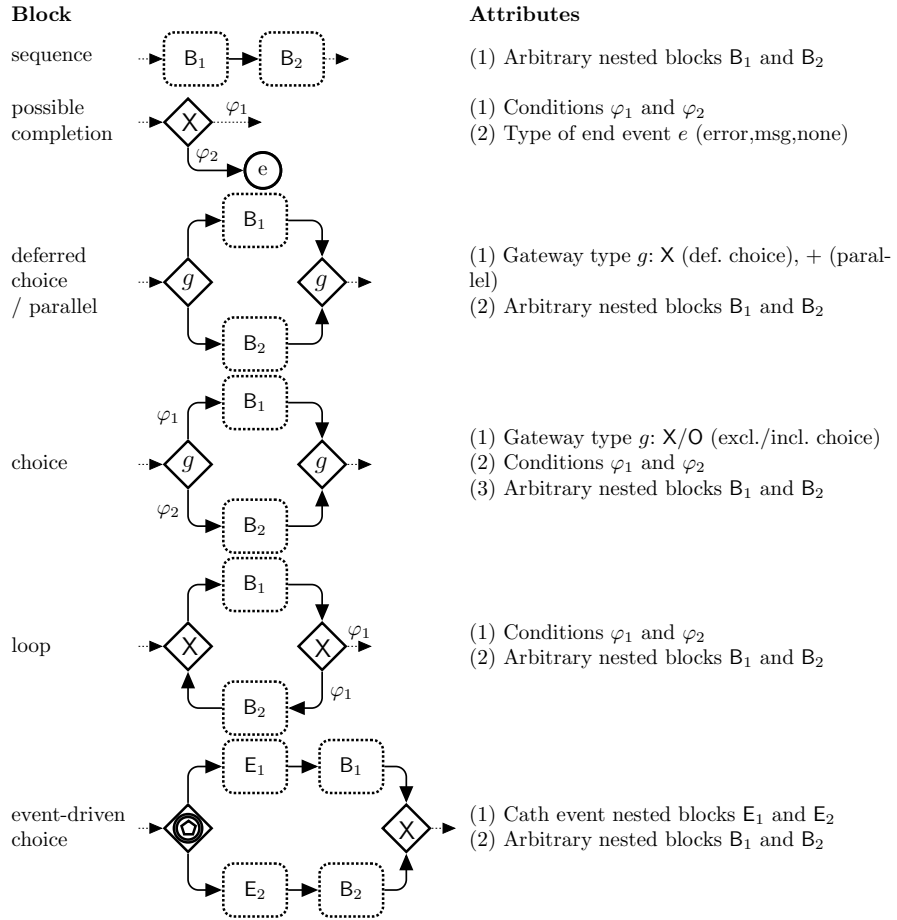 Block Attributes
sequence B₁ B₂ (1) Arbitrary nested blocks B₁ and B₂
possible X φ₁ (1) Conditions φ₁ and φ₂
completion (2) Type of end event e (error,msg,none)
φ₂ e
B₁
deferred (1) Gateway type g: X (def. choice), + (paral-
choice g g lel)
/ parallel (2) Arbitrary nested blocks B₁ and B₂
B₂
B₁
φ₁
(1) Gateway type g: X/O (excl./incl. choice)
choice g g (2) Conditions φ₁ and φ₂
(3) Arbitrary nested blocks B₁ and B₂
φ₂
B₂
B₁
φ₁
(1) Conditions φ₁ and φ₂
loop X X (2) Arbitrary nested blocks B₁ and B₂
φ₁
B₂
E₁ B₁
event-driven (1) Cath event nested blocks E₁ and E₂
choice X (2) Arbitrary nested blocks B₁ and B₂
E₂ B₂